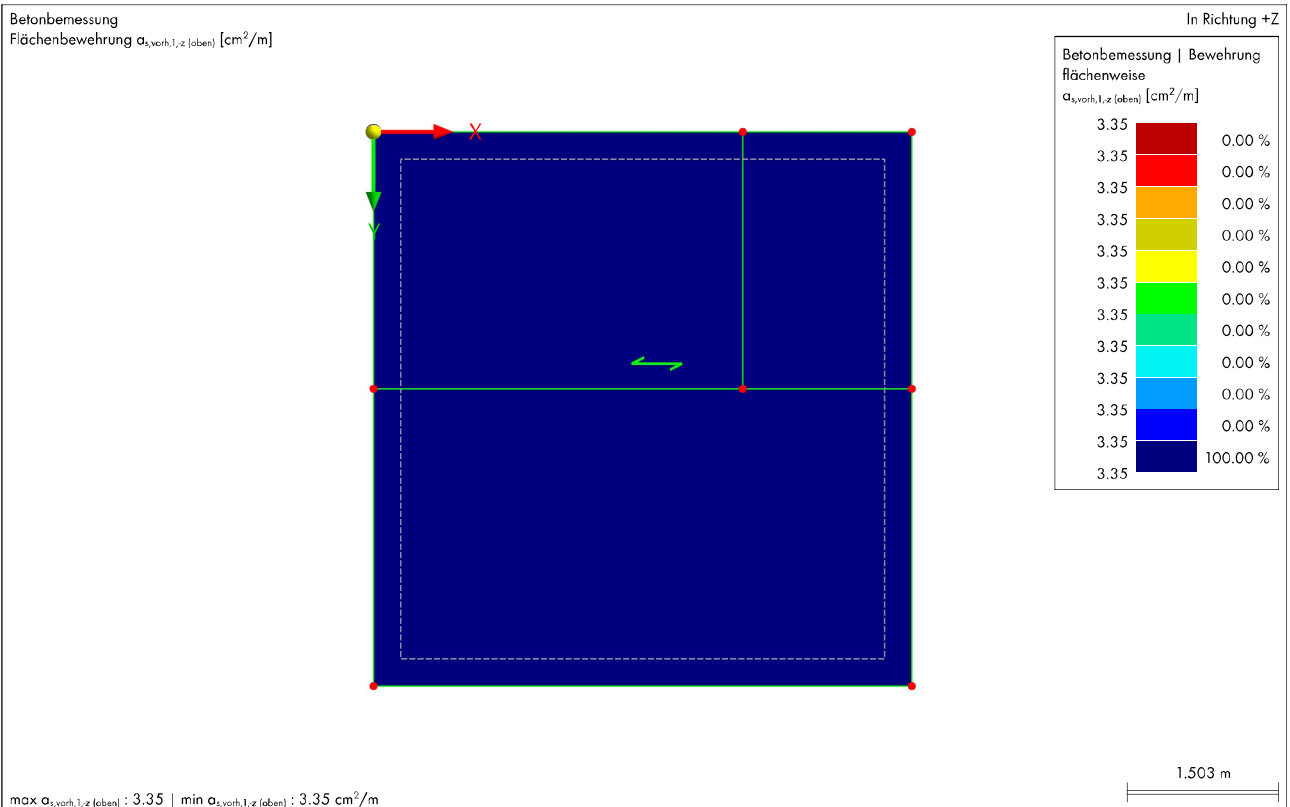 Betonbemessung
Flächenbewehrung as,vorh,1,-z (oben) [cm²/m]
In Richtung +Z
Betonbemessung | Bewehrung
flächenweise
as,vorh,1,-z (oben) [cm²/m]
3.35
0.00 %
3.35
0.00 %
3.35
0.00 %
3.35
0.00 %
3.35
0.00 %
3.35
0.00 %
3.35
0.00 %
3.35
0.00 %
3.35
0.00 %
3.35
0.00 %
3.35
100.00 %
3.35
X
Y
1.503 m
max as,vorh,1,-z (oben) : 3.35 | min as,vorh,1,-z (oben) : 3.35 cm²/m